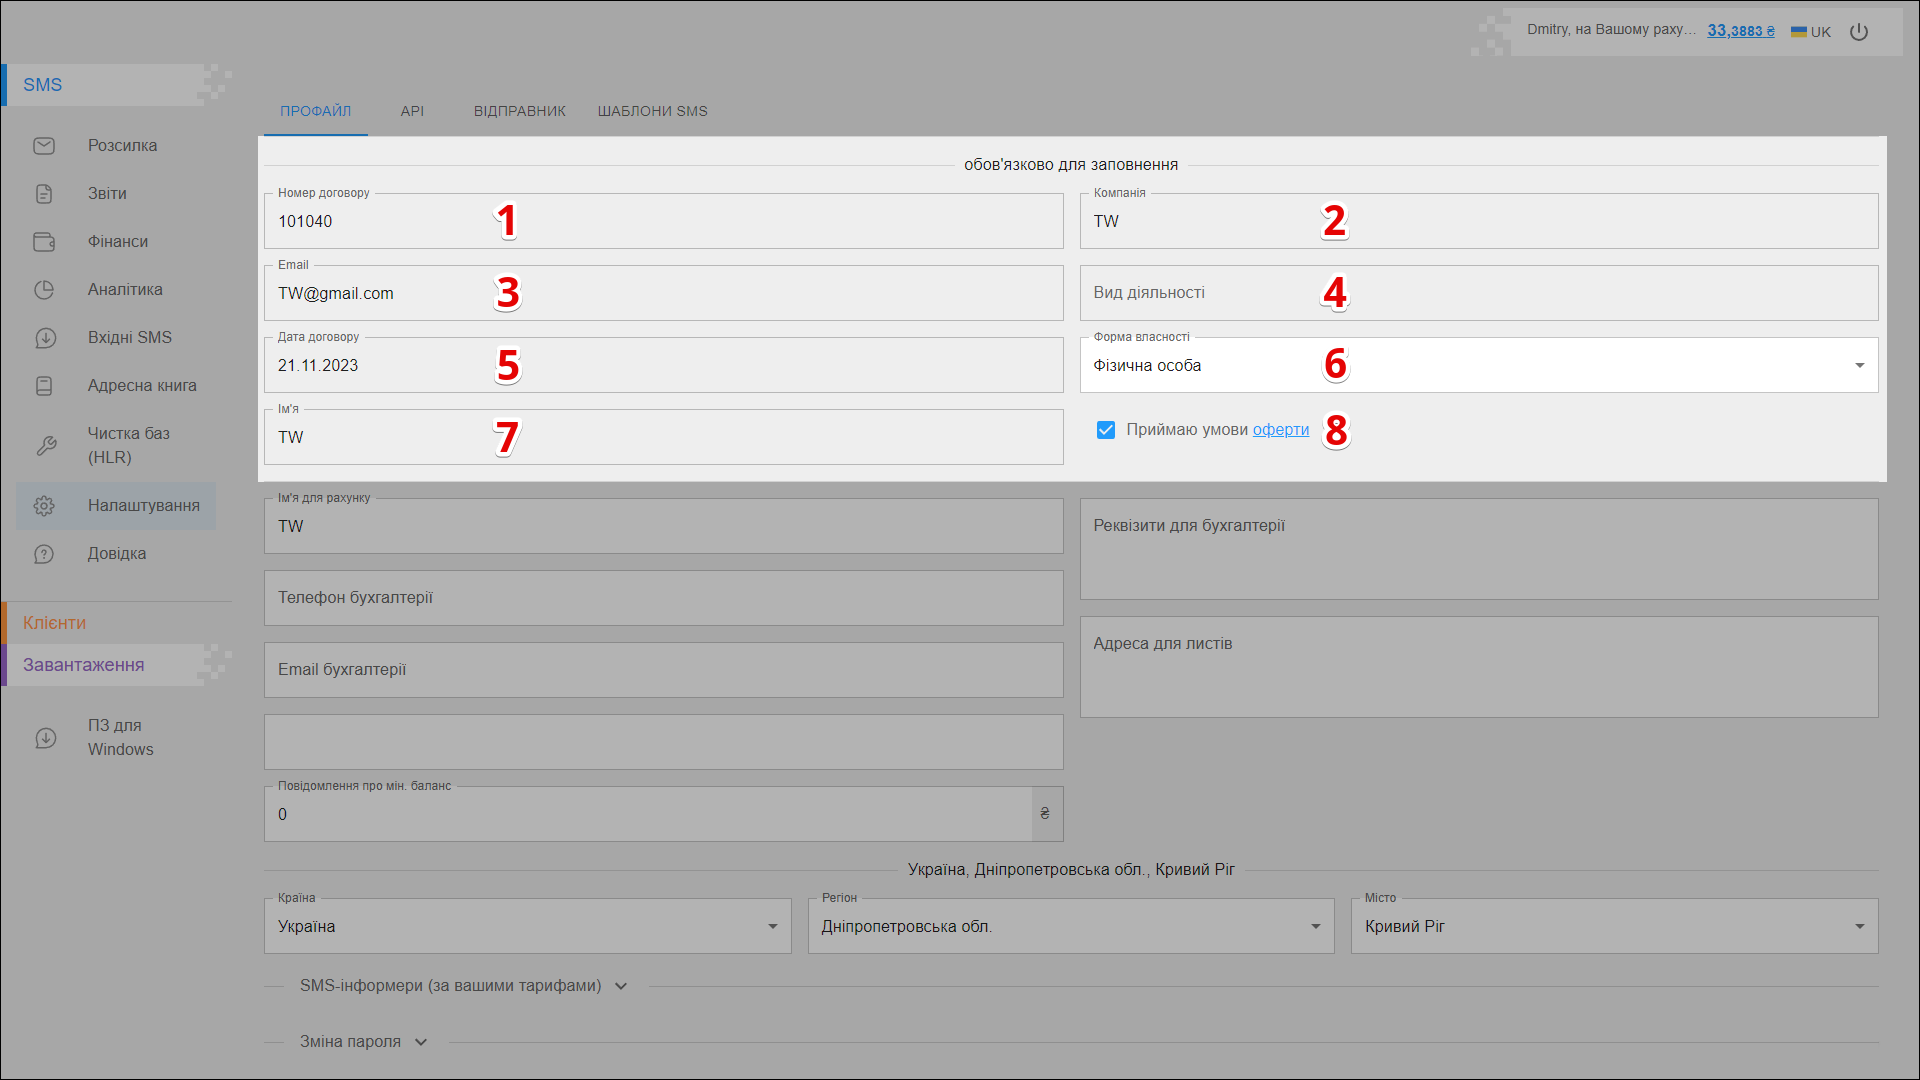 Dmitry, на Вашому раху... 33,3883 ₴ UK
SMS
Розсилка
Звіти
Фінанси
Аналітика
Вхідні SMS
Адресна книга
Чистка баз
(HLR)
Налаштування
Довідка
Клієнти
Завантаження
ПЗ для
Windows
ПРОФАЙЛ API ВІДПРАВНИК ШАБЛОНИ SMS
обов'язково для заповнення
Номер договору
101040 1
Компанія
TW 2
Email
TW@gmail.com 3
Вид діяльності 4
Дата договору
21.11.2023 5
Форма власності
Фізична особа 6
Ім'я
TW 7
Приймаю умови оферти 8
Ім'я для рахунку
TW
Реквізити для бухгалтерії
Телефон бухгалтерії
Адреса для листів
Email бухгалтерії
Повідомлення про мін. баланс
0 ₴
Україна, Дніпропетровська обл., Кривий Ріг
Країна
Україна
Регіон
Дніпропетровська обл.
Місто
Кривий Ріг
SMS-інформери (за вашими тарифами)
Зміна пароля